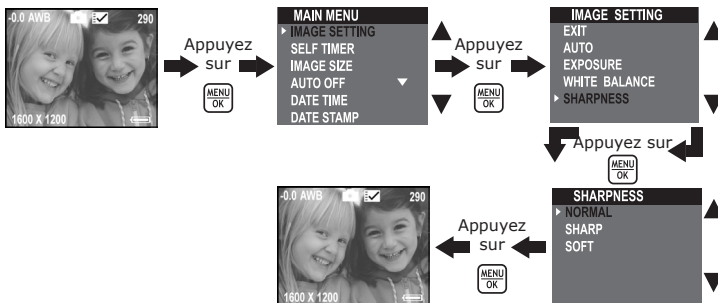 -0.0 AWB 290
1600 X 1200
Appuyez
sur
MENU
OK
MAIN MENU
IMAGE SETTING
SELF TIMER
IMAGE SIZE
AUTO OFF
DATE TIME
DATE STAMP
Appuyez
sur
MENU
OK
IMAGE SETTING
EXIT
AUTO
EXPOSURE
WHITE BALANCE
SHARPNESS
Appuyez sur
MENU
OK
SHARPNESS
NORMAL
SHARP
SOFT
Appuyez
sur
MENU
OK
-0.0 AWB 290
1600 X 1200